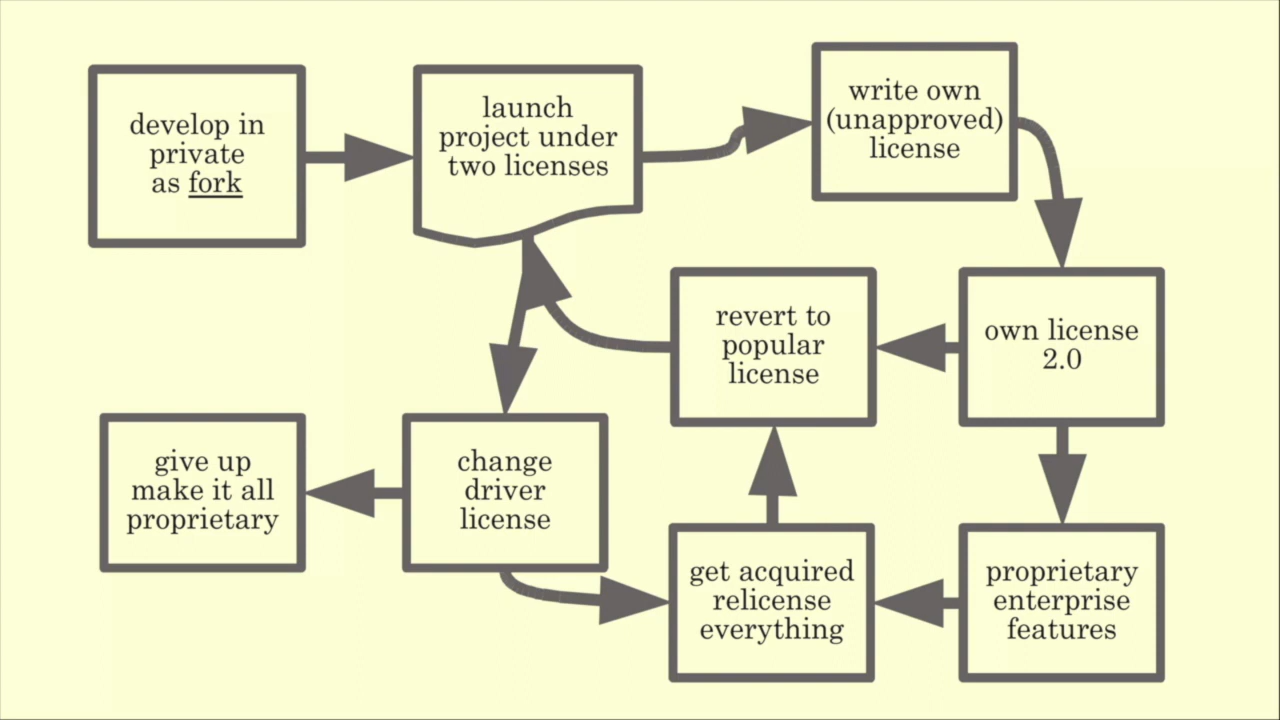 develop in
private
as fork
launch
project under
two licenses
write own
(unapproved)
license
revert to
popular
license
own license
2.0
give up
make it all
proprietary
change
driver
license
get acquired
relicense
everything
proprietary
enterprise
features